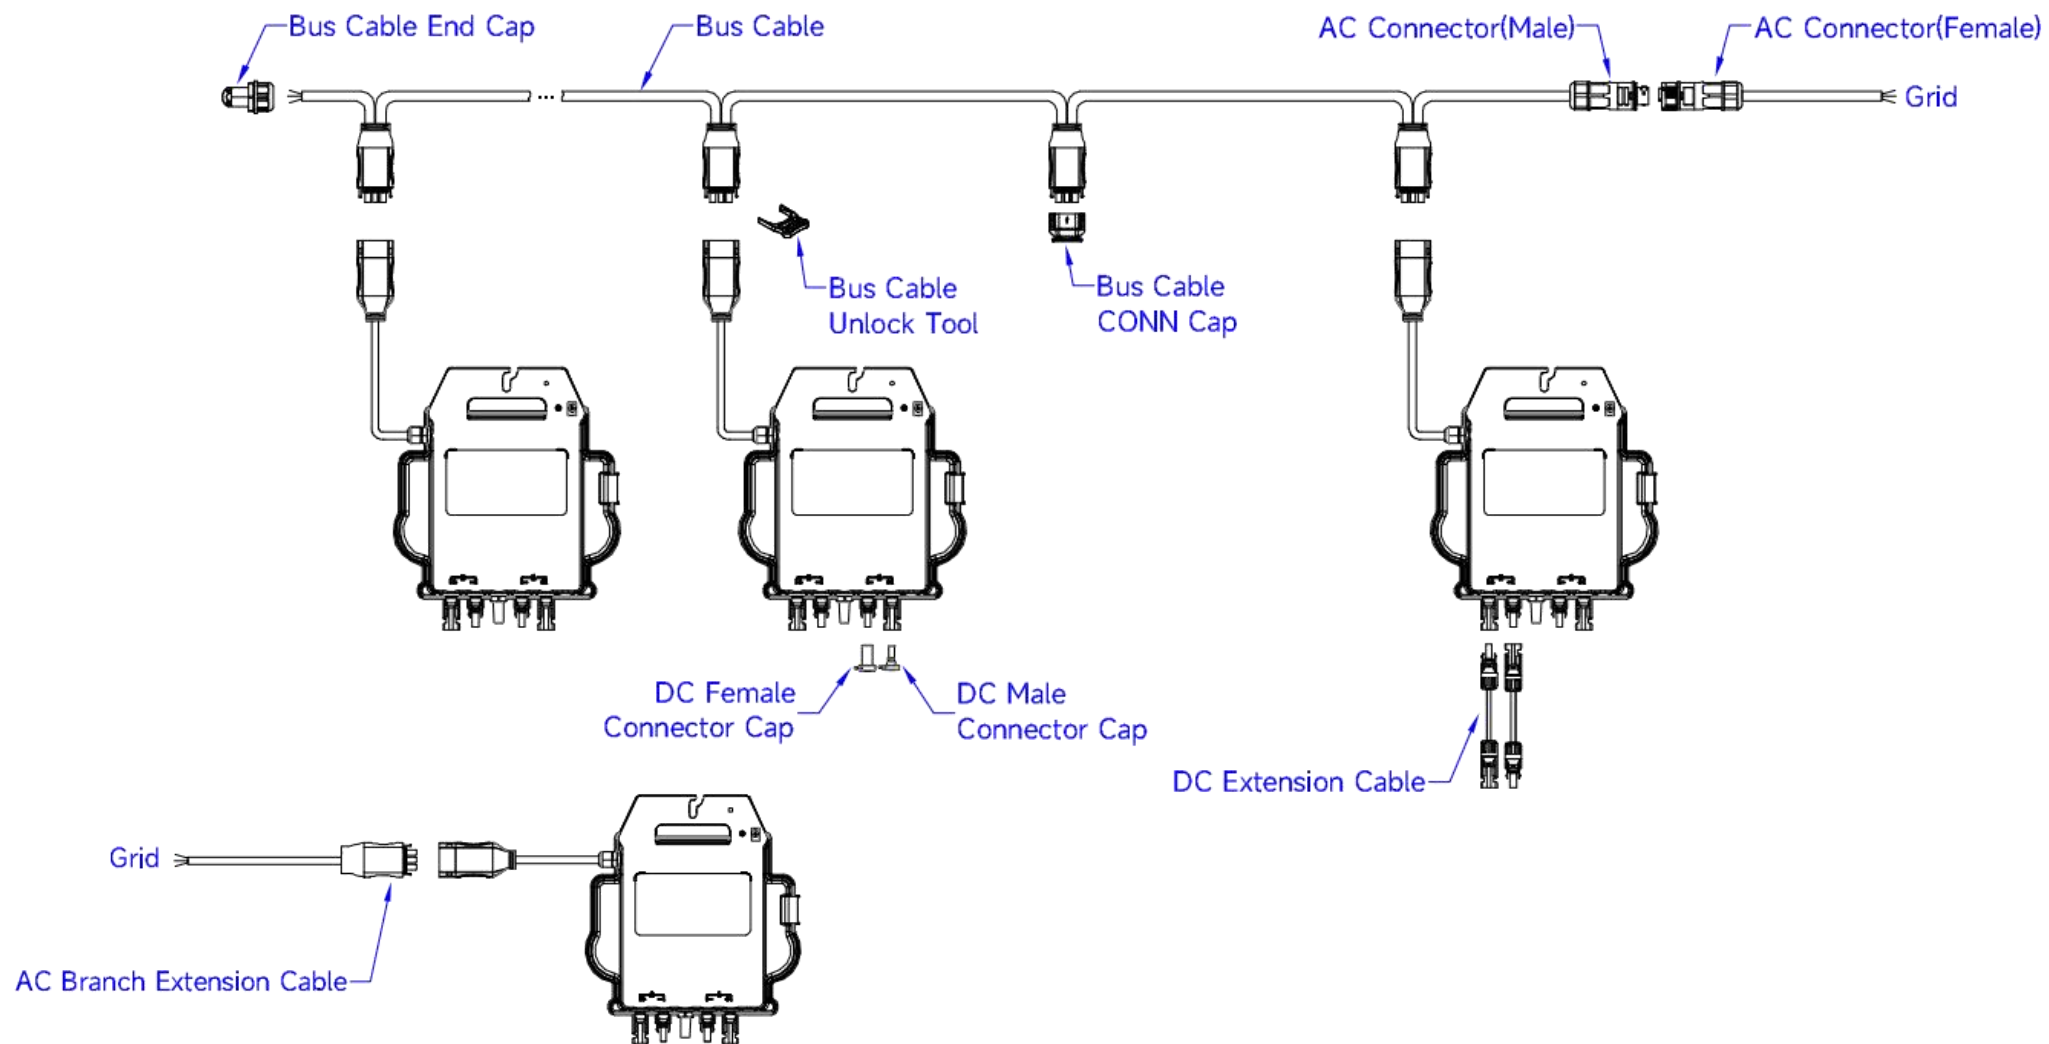 Bus Cable End Cap
Bus Cable
AC Connector(Male)
AC Connector(Female)
Grid
Bus Cable
Unlock Tool
Bus Cable
CONN Cap
DC Female
Connector Cap
DC Male
Connector Cap
DC Extension Cable
Grid
AC Branch Extension Cable